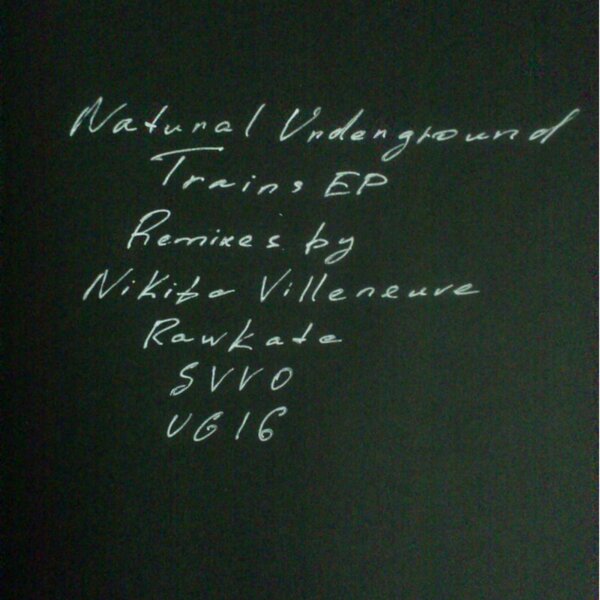 Natural Underground
Trains EP
Remixes by
Nikita Villeneuve
Rawkate
SVVO
UG16